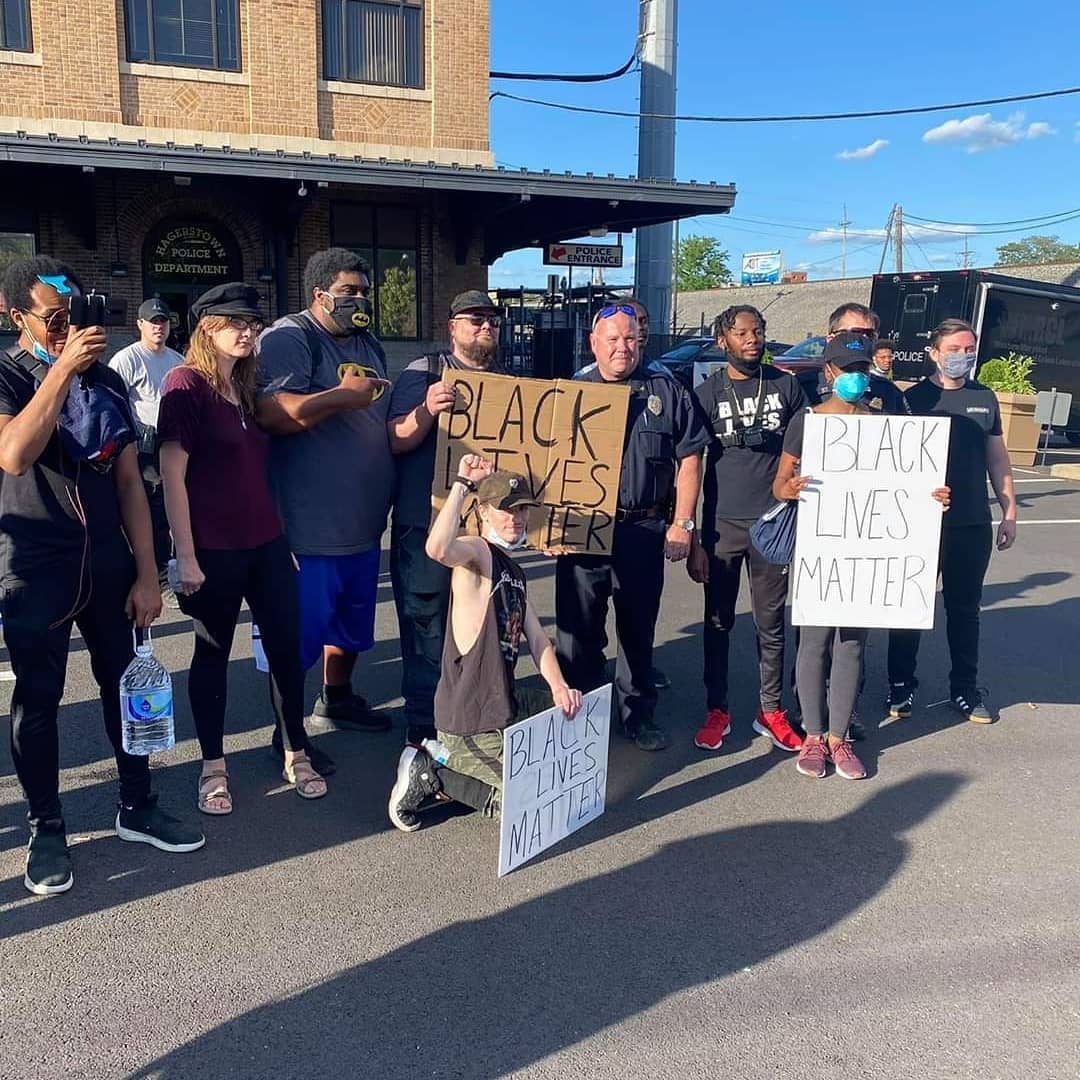 HAGERSTOWN
POLICE
DEPARTMENT
POLICE
ENTRANCE
BLACK
LIVES
BLACK
LIVES
MATTER
BLACK
LIVES
MATTER
BLACK
LIVES
MATTER
POLICE